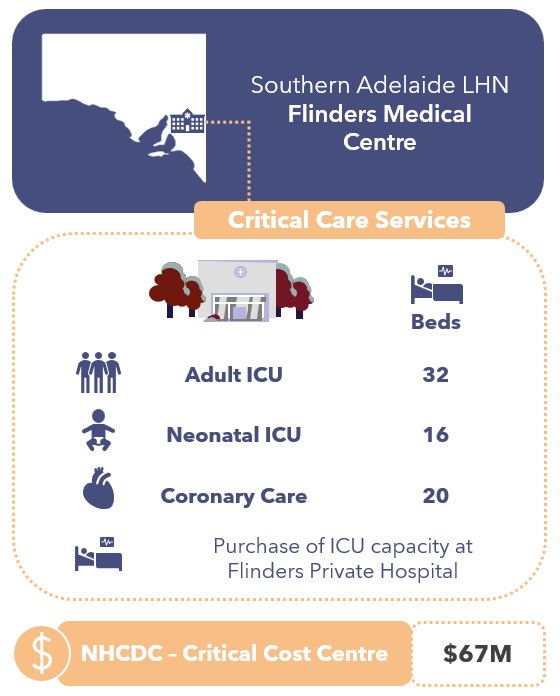 Southern Adelaide LHN
Flinders Medical
Centre
Critical Care Services
Beds
Adult ICU 32
Neonatal ICU 16
Coronary Care 20
Purchase of ICU capacity at
Flinders Private Hospital
$ NHCDC – Critical Cost Centre $67M